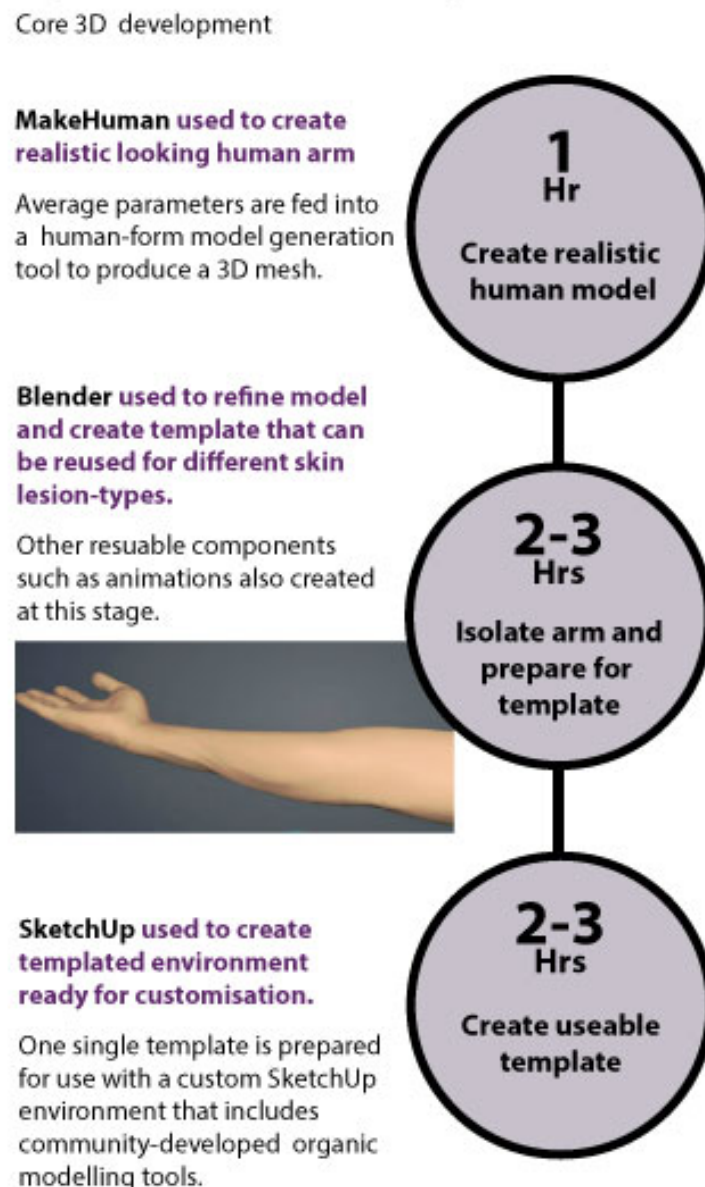 Core 3D development
MakeHuman used to create
realistic looking human arm
Average parameters are fed into
a human-form model generation
tool to produce a 3D mesh.
1
Hr
Create realistic
human model
Blender used to refine model
and create template that can
be reused for different skin
lesion-types.
Other resuable components
such as animations also created
at this stage.
2-3
Hrs
Isolate arm and
prepare for
template
SketchUp used to create
templated environment
ready for customisation.
One single template is prepared
for use with a custom SketchUp
environment that includes
community-developed organic
modelling tools.
2-3
Hrs
Create useable
template